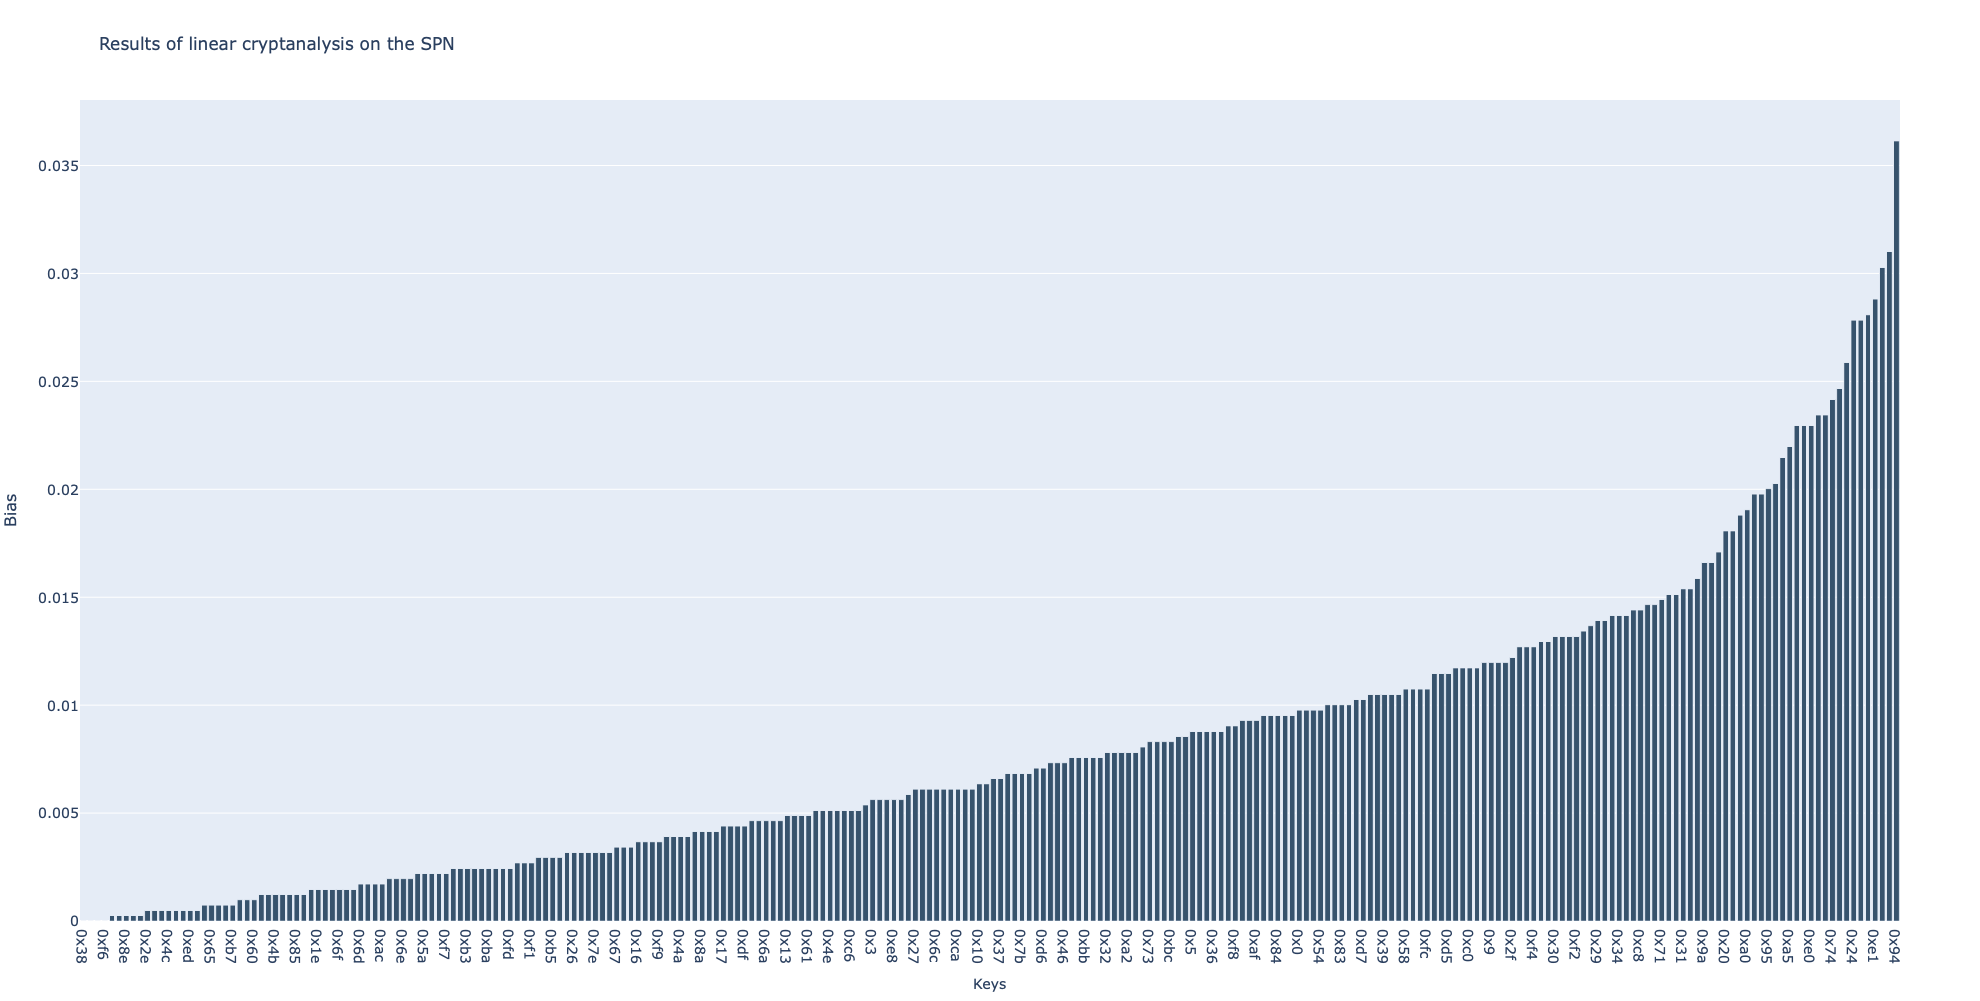 Results of linear cryptanalysis on the SPN
0.035
0.03
0.025
0.02
0.015
0.01
0.005
0
Bias
0x38 0xf6 0x8e 0x2e 0x4c 0xed 0x65 0xb7 0x60 0x4b 0x85 0x1e 0x6f 0x6d 0xac 0x6e 0x5a 0xf7 0xb3 0xba 0xfd 0xf1 0xb5 0x26 0x7e 0x67 0x16 0xf9 0x4a 0x8a 0x17 0xdf 0x6a 0x13 0x61 0x4e 0xc6 0x3 0xe8 0x27 0x6c 0xca 0x10 0x37 0x7b 0xd6 0x46 0xbb 0x32 0xa2 0x73 0xbc 0x5 0x36 0xf8 0xaf 0x84 0x0 0x54 0x83 0xd7 0x39 0x58 0xfc 0xd5 0xc0 0x9 0x2f 0xf4 0x30 0xf2 0x29 0x34 0xc8 0x71 0x31 0x9a 0x20 0xa0 0x95 0xa5 0xe0 0x74 0x24 0xe1 0x94
Keys